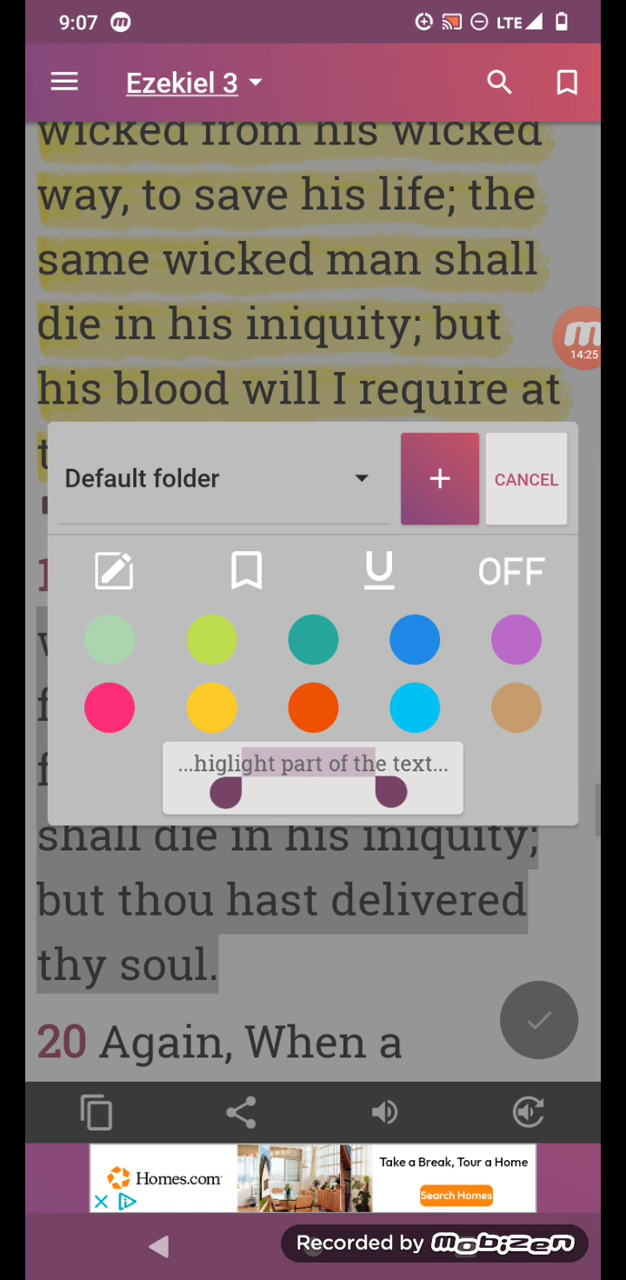 9:07
LTE
Ezekiel 3
wicked from his wicked
way, to save his life; the
same wicked man shall
die in his iniquity; but
14:25
his blood will I require at
t
Default folder
+
CANCEL
1
U
OFF
w
f
f
...higlight part of the text...
shall die in his iniquity;
but thou hast delivered
thy soul.
20 Again, When a
Homes.com
Take a Break, Tour a Home
Search Homes
Recorded by mobizen